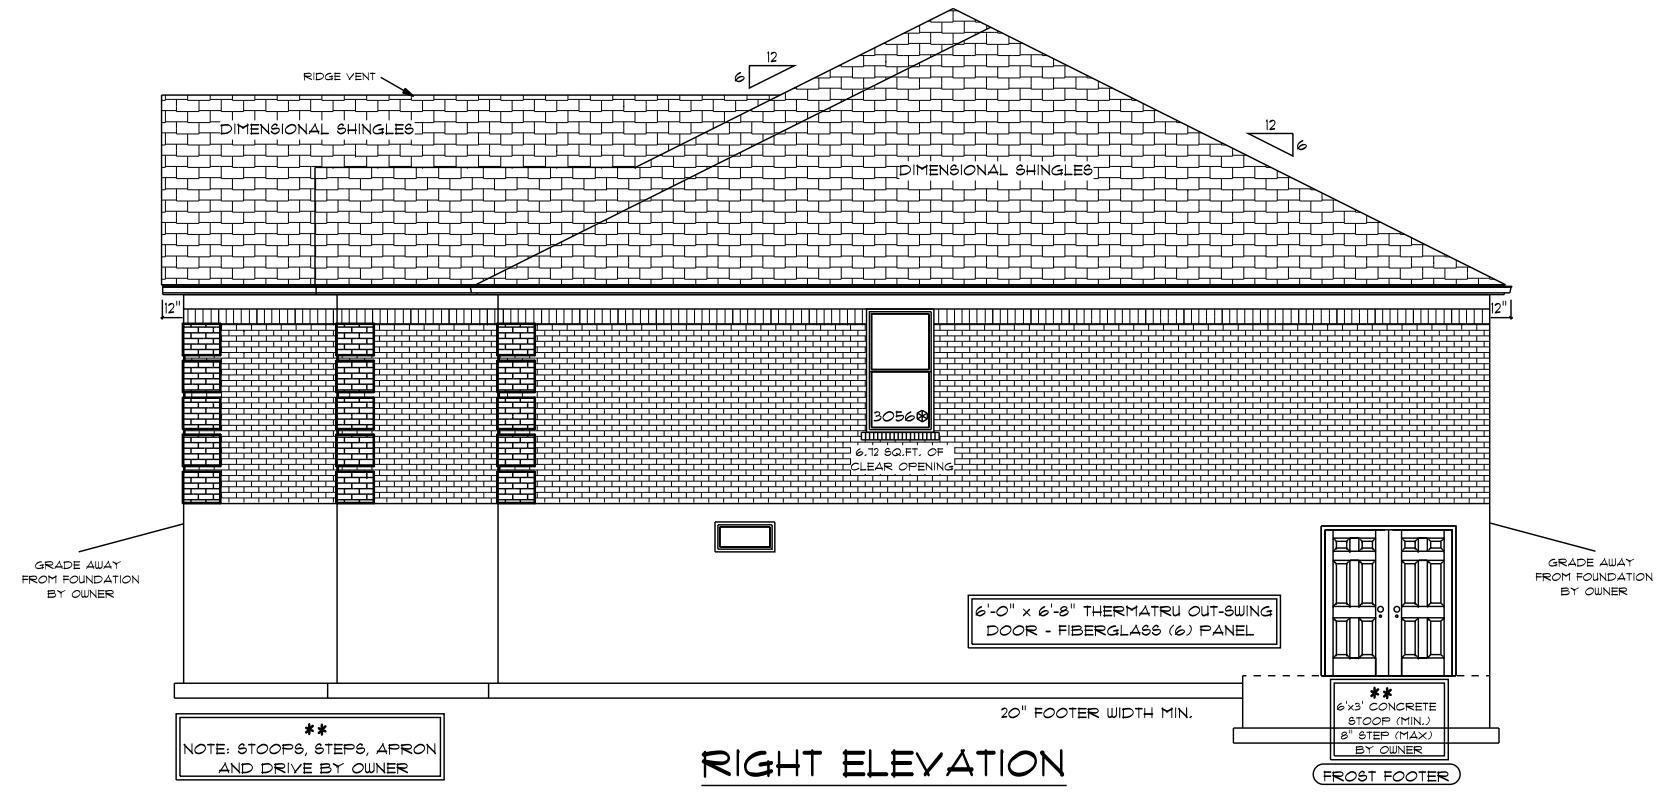 12
6
RIDGE VENT
12
6
DIMENSIONAL SHINGLES
DIMENSIONAL SHINGLES
12"
12"
3056
6.72 SQ.FT. OF
CLEAR OPENING
GRADE AWAY
FROM FOUNDATION
BY OWNER
GRADE AWAY
FROM FOUNDATION
BY OWNER
6'-0" x 6'-8" THERMATRU OUT-SWING
DOOR - FIBERGLASS (6) PANEL
20" FOOTER WIDTH MIN.
**
6'x3' CONCRETE
STOOP (MIN.)
8" STEP (MAX)
BY OWNER
FROST FOOTER
**
NOTE: STOOPS, STEPS, APRON
AND DRIVE BY OWNER
RIGHT ELEVATION